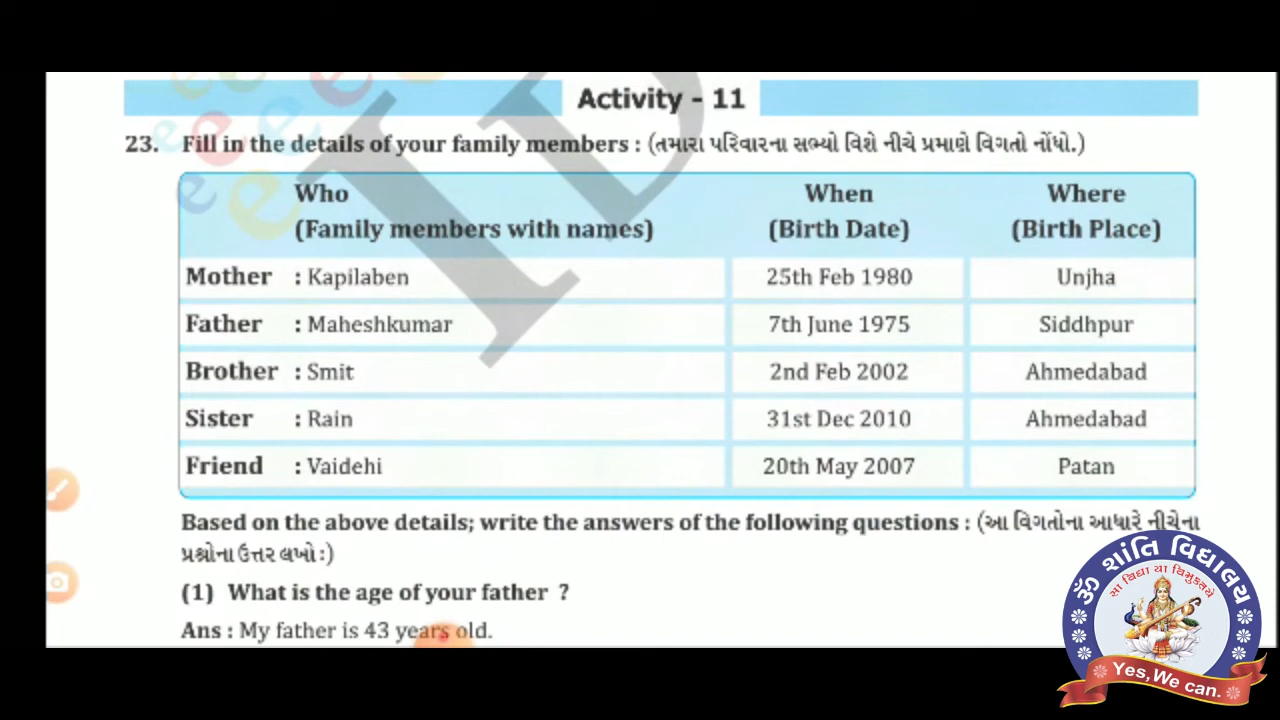 Activity - 11
23. Fill in the details of your family members : (તમારા પરિવારના સભ્યો વિશે નીચે પ્રમાણે વિગતો નોંધો.)
Who When Where
(Family members with names) (Birth Date) (Birth Place)
Mother : Kapilaben 25th Feb 1980 Unjha
Father : Maheshkumar 7th June 1975 Siddhpur
Brother : Smit 2nd Feb 2002 Ahmedabad
Sister : Rain 31st Dec 2010 Ahmedabad
Friend : Vaidehi 20th May 2007 Patan
Based on the above details; write the answers of the following questions : (આ વિગતોના આધારે નીચેના
પ્રશ્નોના ઉત્તર લખો:)
(1) What is the age of your father ?
Ans : My father is 43 years old.
ૐ શાંતિ વિદ્યાલય
સા વિદ્યા યા વિમુક્તયે
Yes, We can.